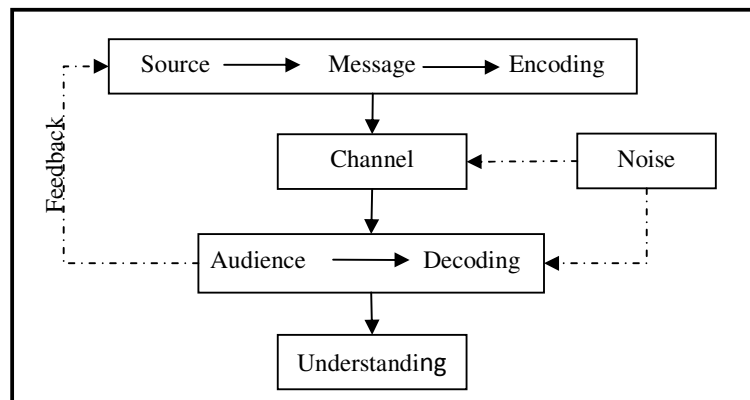 Source Message Encoding
Channel
Noise
Feedback
Audience Decoding
Understanding